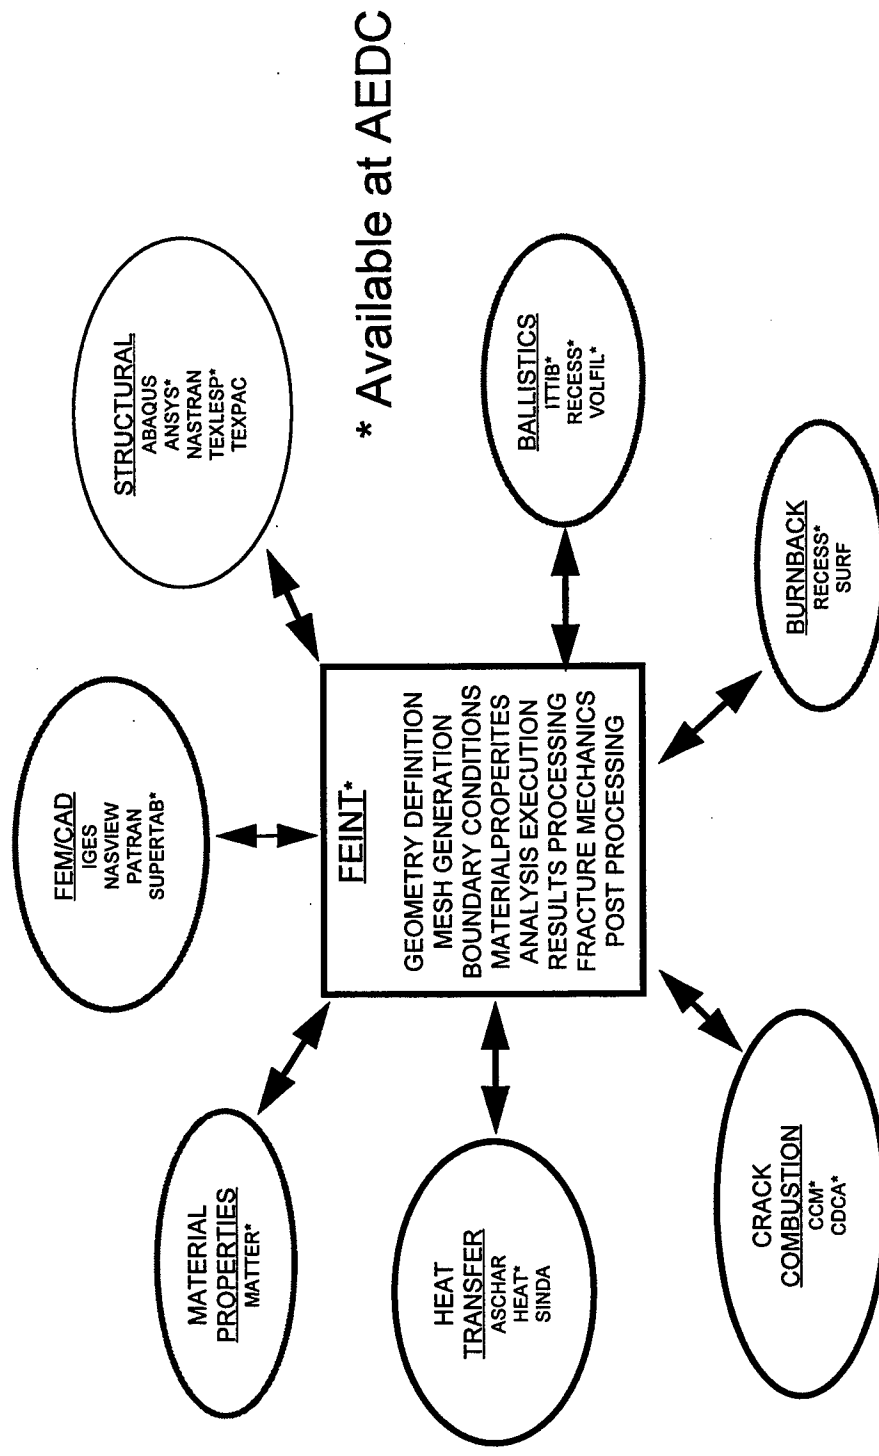 FEM/CAD
IGES
NASVIEW
PATRAN
SUPERTAB*
MATERIAL
PROPERTIES
MATTER*
STRUCTURAL
ABAQUS
ANSYS*
NASTRAN
TEXLESP*
TEXPAC
HEAT
TRANSFER
ASCHAR
HEAT*
SINDA
FEINT*
GEOMETRY DEFINITION
MESH GENERATION
BOUNDARY CONDITIONS
MATERIALPROPERITES
ANALYSIS EXECUTION
RESULTS PROCESSING
FRACTURE MECHANICS
POST PROCESSING
BALLISTICS
ITTIB*
RECESS*
VOLFIL*
CRACK
COMBUSTION
CCM*
CDCA*
BURNBACK
RECESS*
SURF
* Available at AEDC